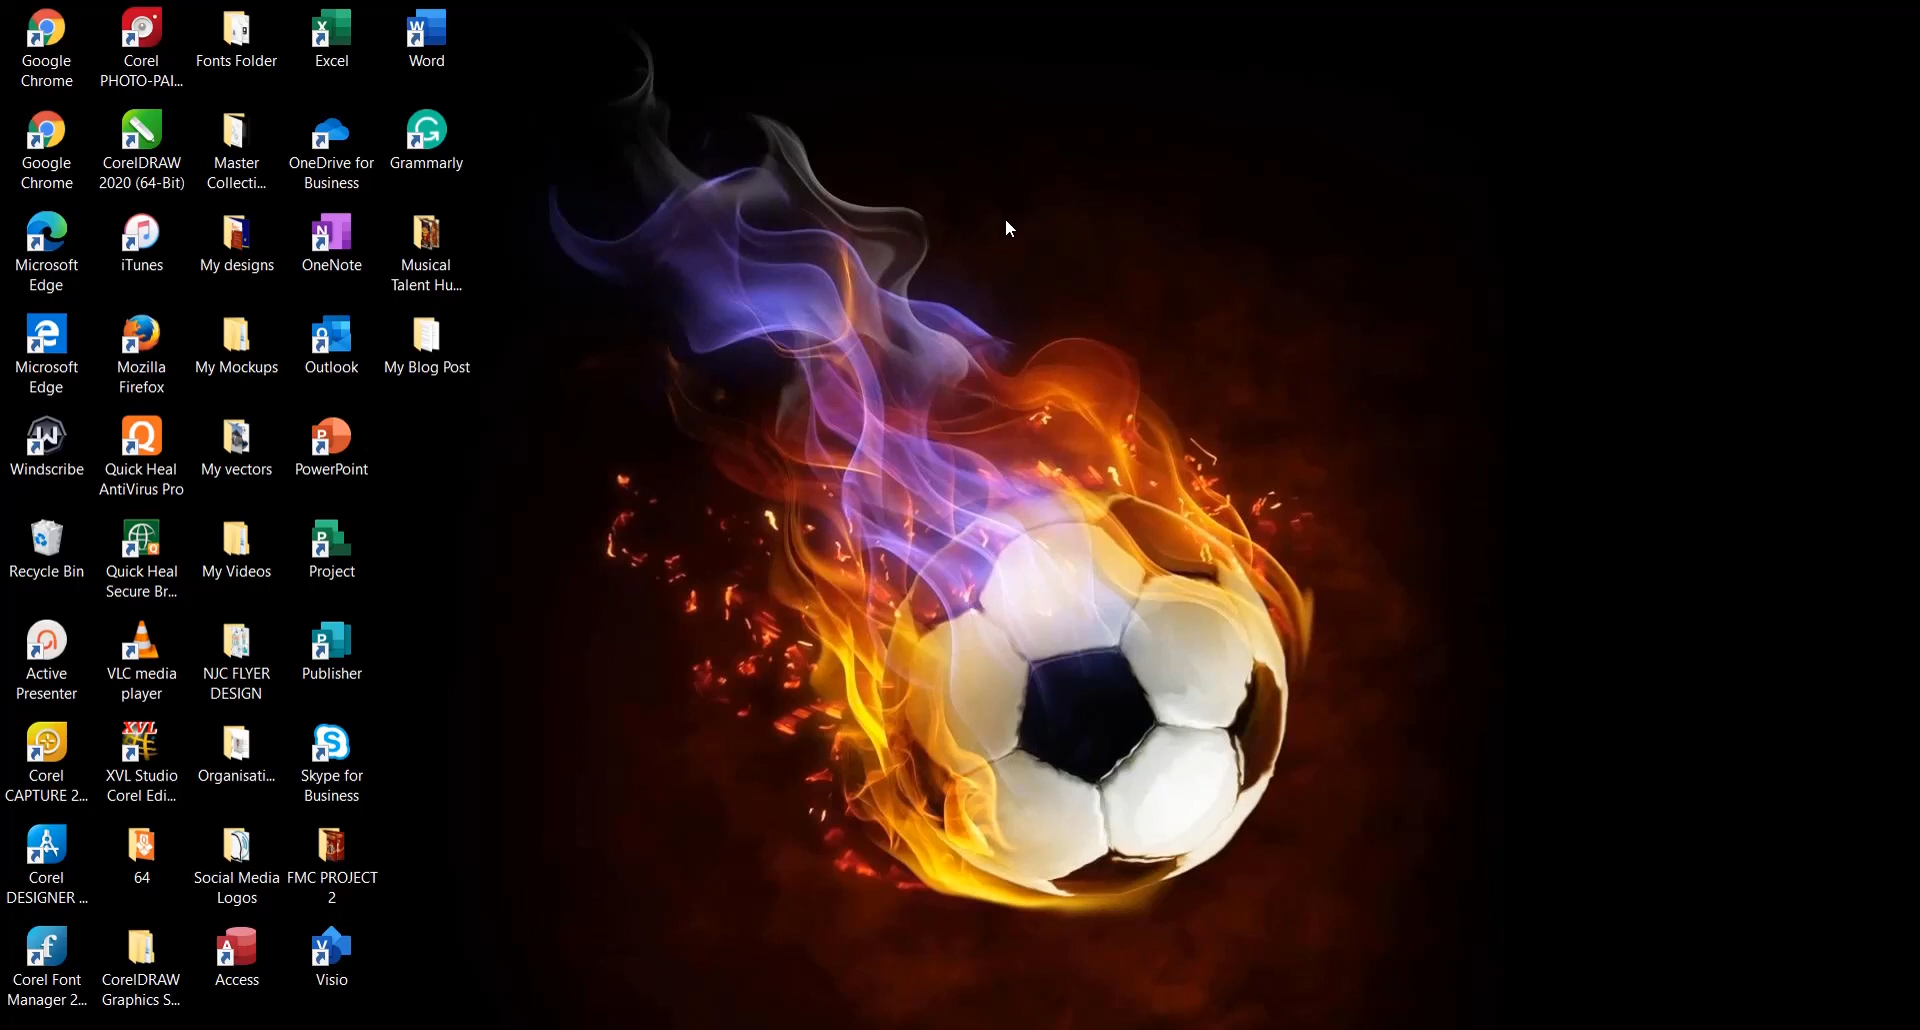 Google
Chrome
Corel
PHOTO-PAI...
Fonts Folder
Excel
Word
Google
Chrome
CorelDRAW
2020 (64-Bit)
Master
Collecti...
OneDrive for
Business
Grammarly
Microsoft
Edge
iTunes
My designs
OneNote
Musical
Talent Hu...
Microsoft
Edge
Mozilla
Firefox
My Mockups
Outlook
My Blog Post
Windscribe
Quick Heal
AntiVirus Pro
My vectors
PowerPoint
Recycle Bin
Quick Heal
Secure Br...
My Videos
Project
Active
Presenter
VLC media
player
NJC FLYER
DESIGN
Publisher
Corel
CAPTURE 2...
XVL Studio
Corel Edi...
Organisati...
Skype for
Business
Corel
DESIGNER ...
64
Social Media
Logos
FMC PROJECT
2
Corel Font
Manager 2...
CorelDRAW
Graphics S...
Access
Visio